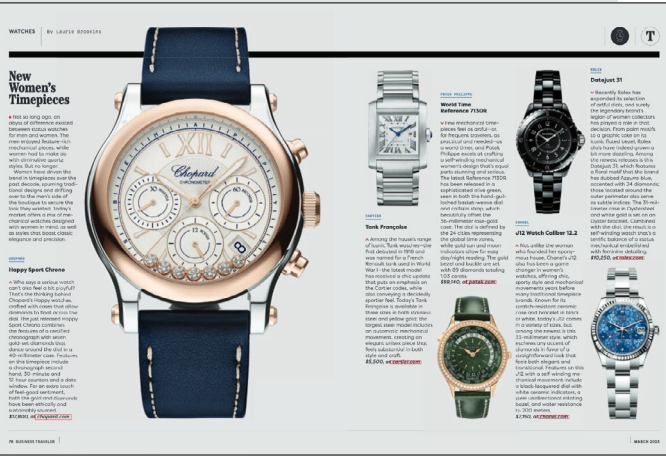 WATCHES
By Laurie Brookins
T
New
Women's
Timepieces
Not so long ago, an
abyss of difference existed
between status watches
for men and women. The
men enjoyed feature-rich
mechanical pieces, while
women had to make do
with diminutive quartz
styles. But no longer.
Women have driven the
trend in timepieces over the
past decade, spurning tradi-
tional designs and drifting
over to the men's side of
the boutique to secure the
look they wanted. Today's
market offers a mix of me-
chanical watches designed
with women in mind, as well
as styles that boast classic
elegance and precision.
CHOPARD
Happy Sport Chrono
Who says a serious watch
can't also feel a bit playful?
That's the thinking behind
Chopard's Happy watches,
crafted with cases that allow
diamonds to float across the
dial. The just released Happy
Sport Chrono combines
the features of a certified
chronograph with seven
gold-set diamonds that
dance around the dial in a
40-millimeter case. Features
on this timepiece include
a chronograph second
hand, 30-minute and
12-hour counters and a date
window. For an extra touch
of feel-good sentiment,
both the gold and diamonds
have been ethically and
sustainably sourced.
at chopard.com
Chopard
CHRONOMETER
30
60
12
CARTIER
Tank Française
Among the house's range
of icons, Tank watches—the
first debuted in 1919 and
was named for a French
Renault tank used in World
War I—the latest model
has received a chic update
that puts an emphasis on
the Cartier codes, while
also conveying a decidedly
sportier feel. Today's Tank
Française is available in
three sizes in both stainless
steel and yellow gold; the
largest steel model includes
an automatic mechanical
movement, creating an
elegant unisex piece that
feels substantial in both
style and craft.
$5,500, at cartier.com
PATEK PHILIPPE
World Time
Reference 7130R
New mechanical time-
pieces feel as artful—or,
for frequent travelers, as
practical and needed—as
a world timer, and Patek
Philippe excels at crafting
a self-winding mechanical
women's design that's equal
parts stunning and serious.
The latest Reference 7130R
has been released in a
sophisticated olive green,
seen in both the hand-guil-
loched basket-weave dial
and calfskin strap, which
beautifully offset the
36-millimeter rose-gold
case. The dial is defined by
the 24 cities representing
the global time zones,
while gold sun and moon
indicators allow for easy
day/night reading. The gold
bezel and buckle are set
with 89 diamonds totaling
1.03 carats.
at patek.com
CHANEL
J12 Watch Caliber 12.2
Not unlike the woman
who founded her epony-
mous house, Chanel's J12
also has been a game
changer in women's
watches, offering chic,
sporty style and mechanical
movements years before
many traditional timepiece
brands. Known for its
scratch-resistant ceramic
case and bracelet in black
or white, today's J12 comes
in a variety of sizes, but
among the newest is this
33-millimeter style, which
eschews any accent of
diamonds in favor of a
straightforward look that
feels both elegant and
transitional. Features on this
J12 with a self-winding me-
chanical movement include
a black-lacquered dial with
white ceramic indicators, a
steel unidirectional rotating
bezel, and water resistance
to 200 meters.
at chanel.com
ROLEX
Datejust 31
Recently Rolex has
expanded its selection
of artful dials, and surely
the legendary brand's
legion of women collectors
has played a role in that
decision. From palm motifs
to a graphic take on its
iconic fluted bezel, Rolex
dials have indeed grown a
bit more dazzling. Among
the newest releases is this
Datejust 31, which features
a floral motif that the brand
has dubbed Azzurro blue,
accented with 24 diamonds;
those located around the
outer perimeter also serve
as subtle indices. The 31-mil-
limeter case in Oystersteel
and white gold is set on an
Oyster bracelet. Combined
with the dial, the result is a
self-winding watch that's a
terrific balance of a status
mechanical embellished
with feminine detailing.
$10,250, at rolex.com
76 BUSINESS TRAVELER
MARCH 2023